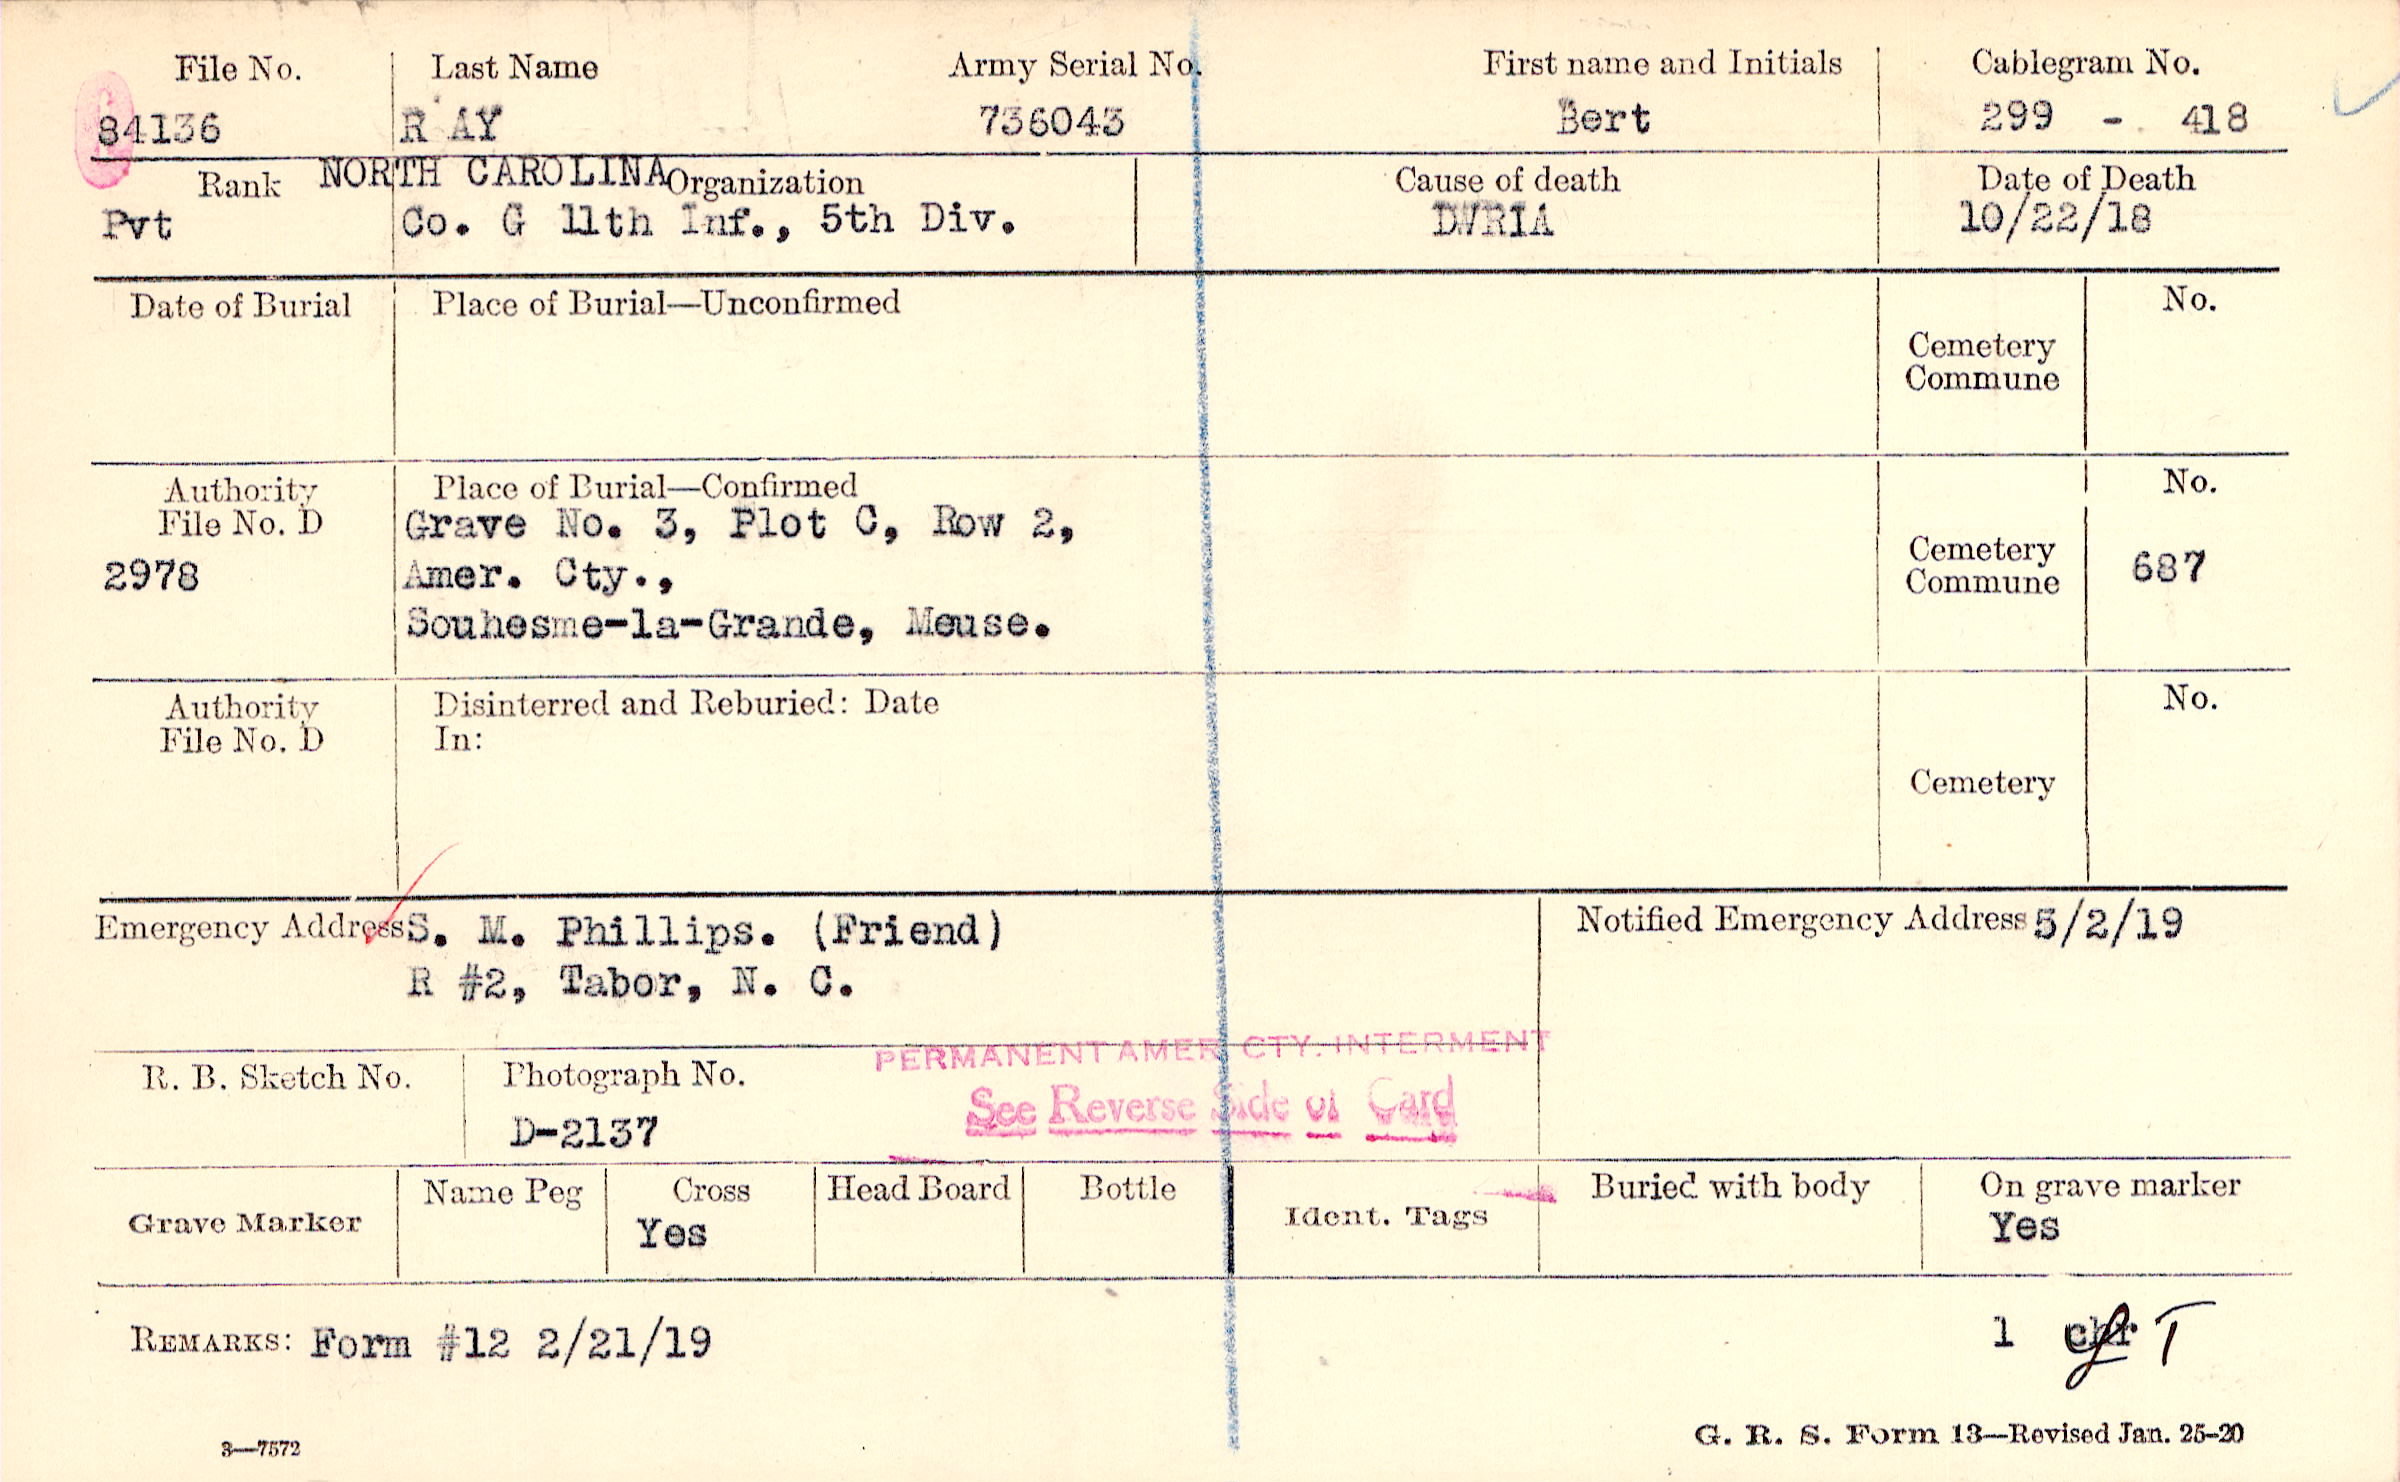 File No. Last Name Army Serial No. First name and Initials Cablegram No.
84136 R AY 736043 Bert 299 - 418
NORTH CAROLINA
Rank Organization Cause of death Date of Death
Pvt Co. G 11th Inf., 5th Div. DWRIA 10/22/18
Date of Burial Place of Burial—Unconfirmed No.
Cemetery
Commune
Authority Place of Burial—Confirmed No.
File No. D Grave No. 3, Plot C, Row 2,
Cemetery
2978 Amer. Cty., Commune 687
Souhesme-la-Grande, Meuse.
Authority Disinterred and Reburied: Date No.
File No. D In:
Cemetery
Emergency Address S. M. Phillips. (Friend) Notified Emergency Address 5/2/19
R #2, Tabor, N. C.
PERMANENT AMER CTY. INTERMENT
R. B. Sketch No. Photograph No.
See Reverse Side of Card
D-2137
Name Peg Cross Head Board Bottle Buried with body On grave marker
Grave Marker Yes Ident. Tags Yes
REMARKS: Form #12 2/21/19 1 T
3—7572 G. R. S. Form 13—Revised Jan. 25-20